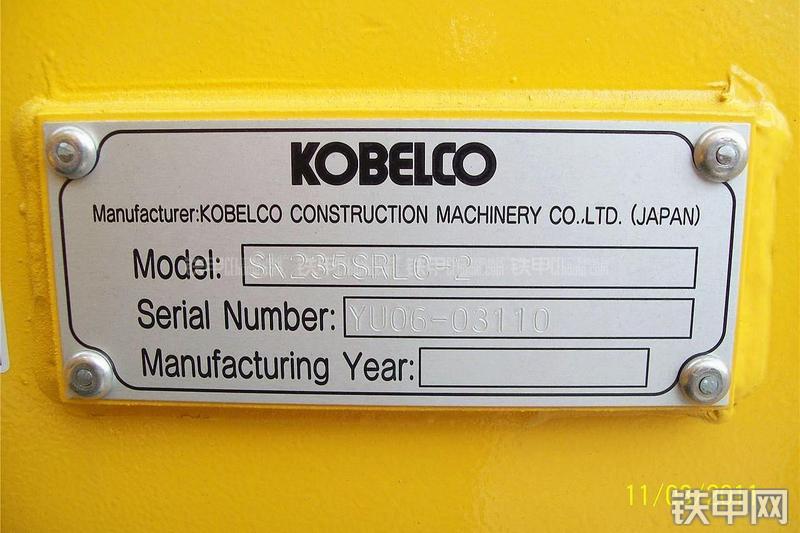 KOBELCO
Manufacturer:KOBELCO CONSTRUCTION MACHINERY CO.,LTD. (JAPAN)
Model: SK235SRLC-2
Serial Number: YU06-03110
Manufacturing Year:
铁甲网